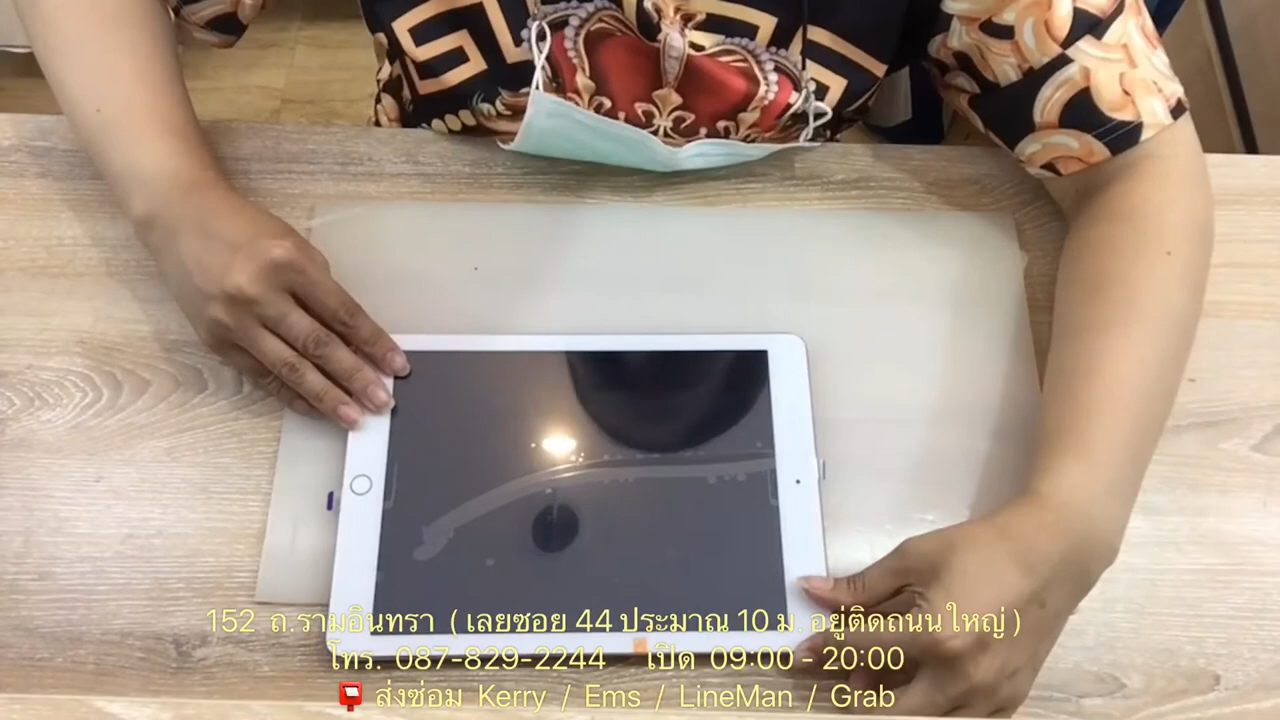 152 ถ.รามอินทรา ( เลยซอย 44 ประมาณ 10 ม. อยู่ติดถนนใหญ่ )
โทร. 087-829-2244 เปิด 09:00 - 20:00
📮 ส่งซ่อม Kerry / Ems / LineMan / Grab